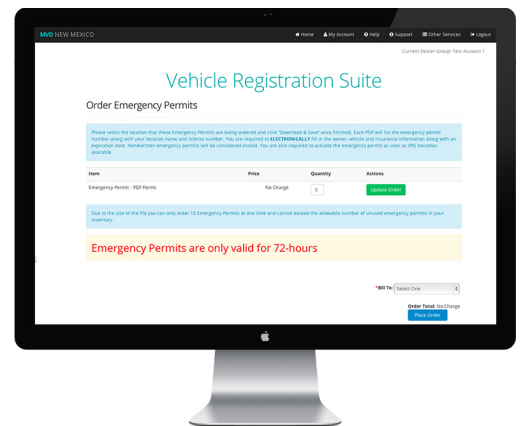 MVD NEW MEXICO Home My Account Help Support Other Services Logout
Current Dealer Group: Test Account 1
Vehicle Registration Suite
Order Emergency Permits
Please select the location that these Emergency Permits are being ordered and click "Download & Save" once finished. Each PDF will list the emergency permit
number along with your location name and license number. You are required to ELECTRONICALLY fill in the owner, vehicle and insurance information along with an
expiration date. Handwritten emergency permits will be considered invalid. You are also required to activate the emergency permit as soon as VRS becomes
available.
Item Price Quantity Actions
Emergency Permit - PDF Forms No Charge 0 Update Order
Due to the size of the file you can only order 10 Emergency Permits at one time and cannot exceed the allowable number of unused emergency permits in your
inventory.
Emergency Permits are only valid for 72-hours
*Bill To: Select One
Order Total: No Charge
Place Order